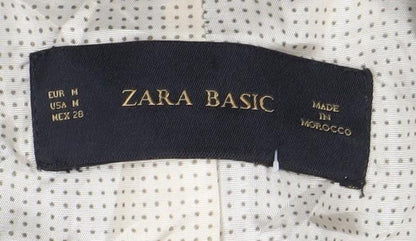 EUR M
USA M
MEX 28
ZARA BASIC
MADE
IN
MOROCCO